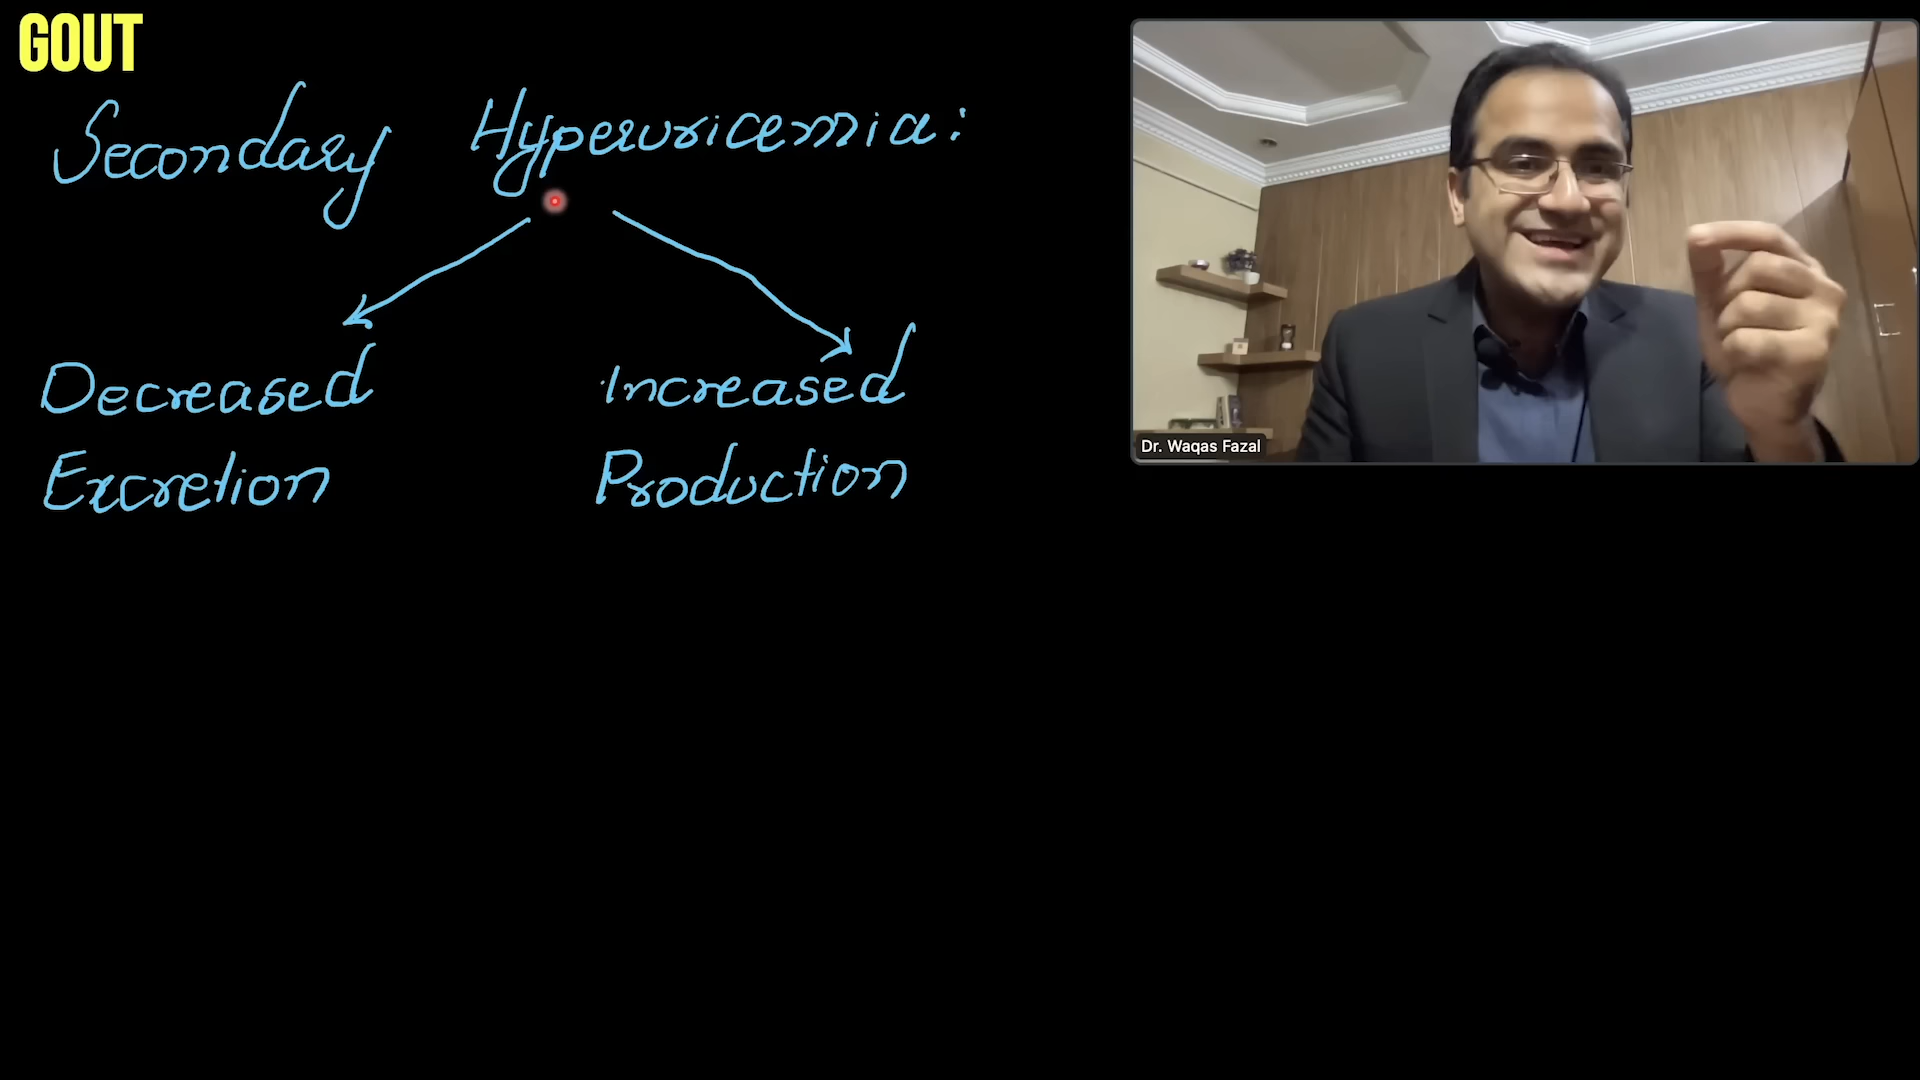 GOUT
Secondary Hyperuricemia:
Decreased Increased
Excretion Production
Dr. Waqas Fazal